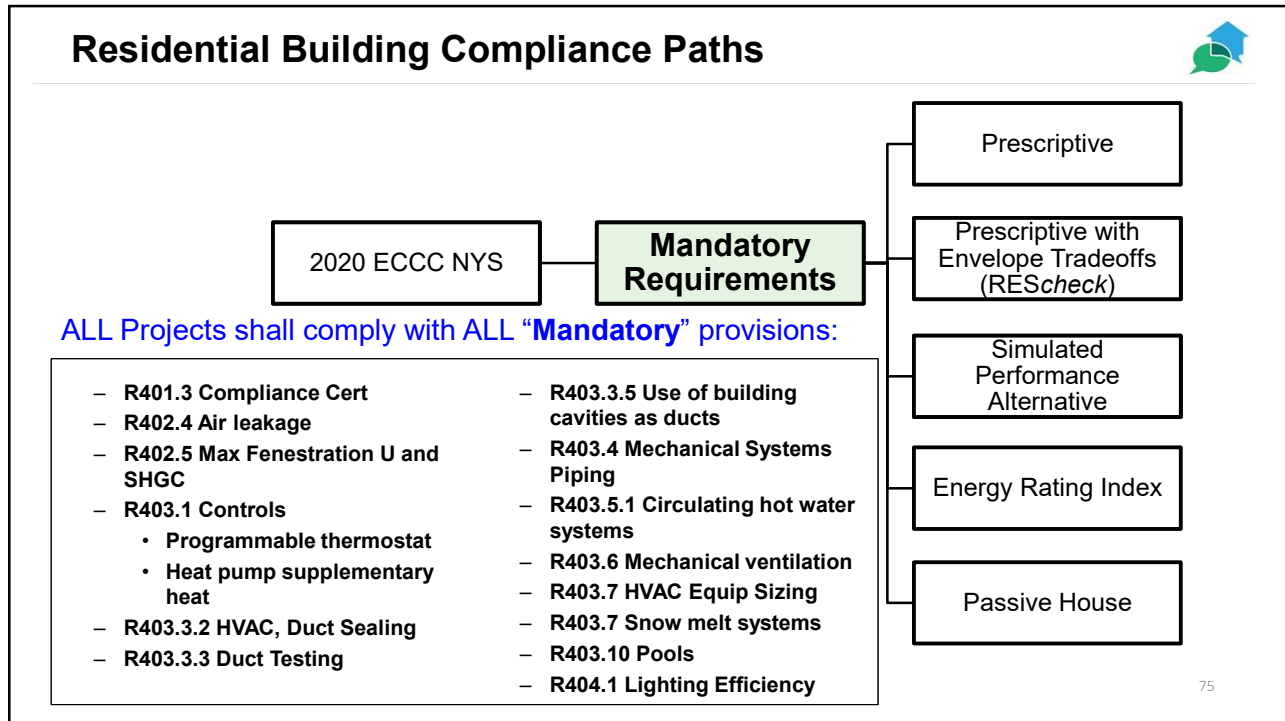 Residential Building Compliance Paths
2020 ECCC NYS
Mandatory
Requirements
Prescriptive
Prescriptive with
Envelope Tradeoffs
(REScheck)
Simulated
Performance
Alternative
Energy Rating Index
Passive House
ALL Projects shall comply with ALL “Mandatory” provisions:
– R401.3 Compliance Cert
– R402.4 Air leakage
– R402.5 Max Fenestration U and
SHGC
– R403.1 Controls
• Programmable thermostat
• Heat pump supplementary
heat
– R403.3.2 HVAC, Duct Sealing
– R403.3.3 Duct Testing
– R403.3.5 Use of building
cavities as ducts
– R403.4 Mechanical Systems
Piping
– R403.5.1 Circulating hot water
systems
– R403.6 Mechanical ventilation
– R403.7 HVAC Equip Sizing
– R403.7 Snow melt systems
– R403.10 Pools
– R404.1 Lighting Efficiency
75